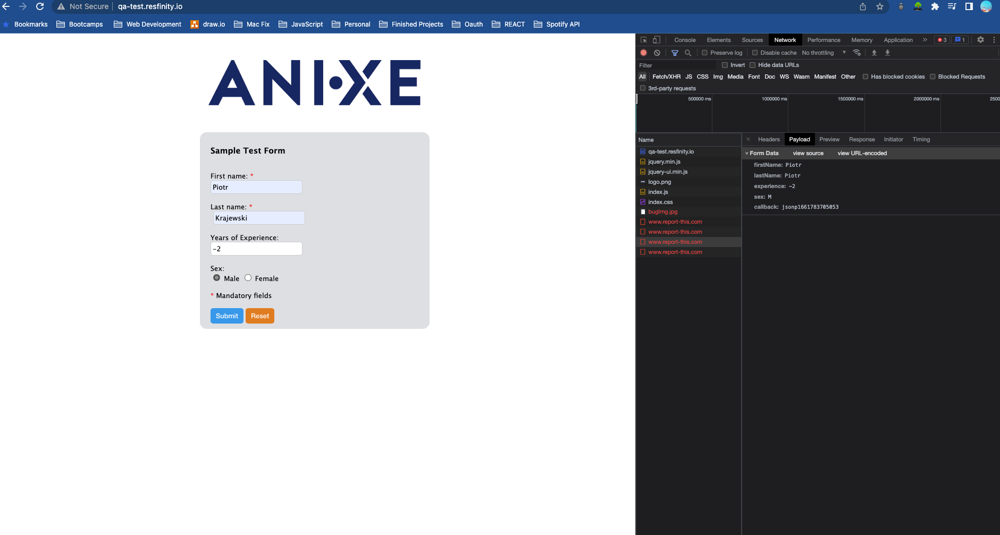 Not Secure qa-test.resfinity.io
Bookmarks Bootcamps Web Development draw.io Mac Fix JavaScript Personal Finished Projects Oauth REACT Spotify API
ANIXE
Sample Test Form
First name: *
Piotr
Last name: *
Krajewski
Years of Experience:
-2
Sex:
Male Female
* Mandatory fields
Submit Reset
Console Elements Sources Network Performance Memory Application » 3 1
Preserve log Disable cache No throttling
Filter Invert Hide data URLs
All Fetch/XHR JS CSS Img Media Font Doc WS Wasm Manifest Other Has blocked cookies Blocked Requests
3rd-party requests
500000 ms 1000000 ms 1500000 ms 2000000 ms 2500
Name
qa-test.resfinity.io
jquery.min.js
jquery-ui.min.js
logo.png
index.js
index.css
bugImg.jpg
www.report-this.com
www.report-this.com
www.report-this.com
www.report-this.com
× Headers Payload Preview Response Initiator Timing
Form Data view source view URL-encoded
firstName: Piotr
lastName: Piotr
experience: -2
sex: M
callback: jsonp1661783705053